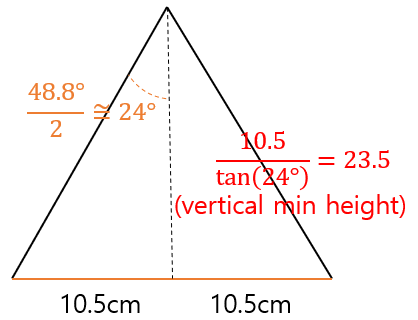 48.8°/2 ≅ 24°
10.5/tan(24°) = 23.5
(vertical min height)
10.5cm 10.5cm